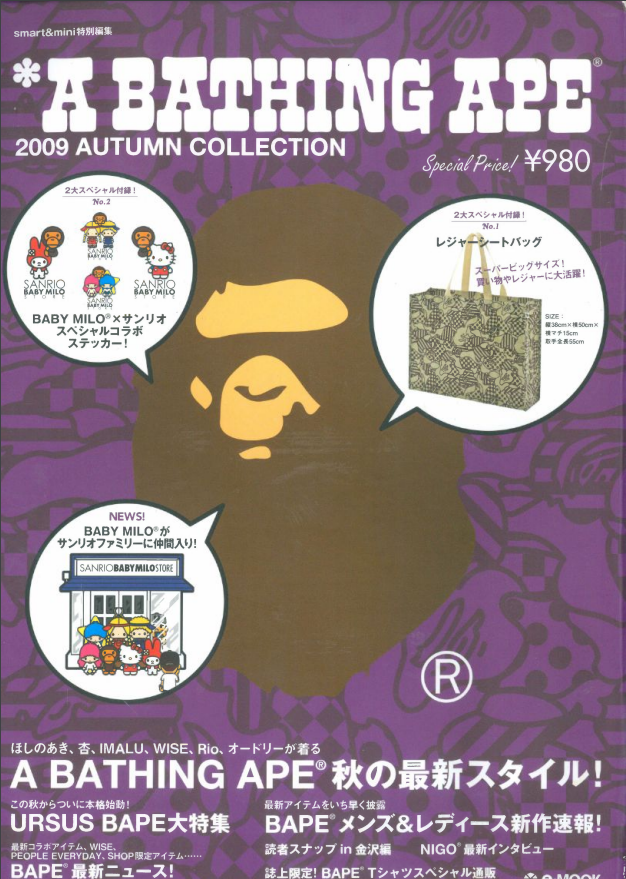 smart&mini特別編集
*A BATHING APE®
2009 AUTUMN COLLECTION
Special Price! ¥980
2大スペシャル付録!
No.2
SANRIO
BABY MILO
SANRIO
BABY MILO
SANRIO
BABY MILO
SANRIO
BABY MILO
BABY MILO®×サンリオ
スペシャルコラボ
ステッカー!
2大スペシャル付録!
No.1
レジャーシートバッグ
スーパービッグサイズ!
買い物やレジャーに大活躍!
SIZE:
縦38cm×横50cm×
横マチ15cm
取手全長55cm
NEWS!
BABY MILO®が
サンリオファミリーに仲間入り!
SANRIOBABYMILOSTORE
®
ほしのあき、杏、IMALU、WISE、Rio、オードリーが着る
A BATHING APE®秋の最新スタイル!
この秋からついに本格始動!
URSUS BAPE大特集
最新コラボアイテム、WISE、
PEOPLE EVERYDAY、SHOP限定アイテム……
BAPE®最新ニュース!
最新アイテムをいち早く披露
BAPE®メンズ&レディース新作速報!
読者スナップ in 金沢編 NIGO®最新インタビュー
誌上限定! BAPE®Tシャツスペシャル通販
e-MOOK